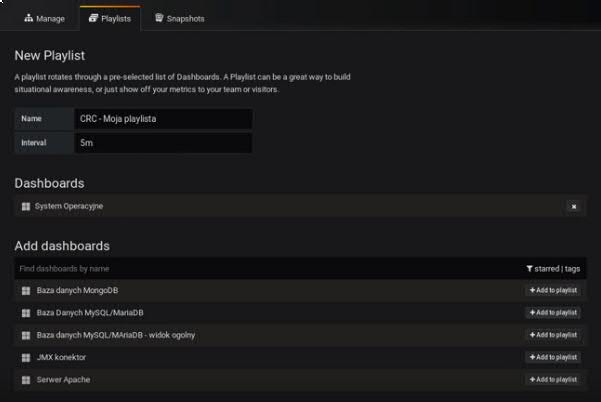 Manage Playlists Snapshots
New Playlist
A playlist rotates through a pre-selected list of Dashboards. A Playlist can be a great way to build
situational awareness, or just show off your metrics to your team or visitors.
Name CRC - Moja playlista
Interval 5m
Dashboards
System Operacyjne
Add dashboards
Find dashboards by name starred | tags
Baza danych MongoDB + Add to playlist
Baza Danych MySQL/MariaDB + Add to playlist
Baza danych MySQL/MAriaDB - widok ogolny + Add to playlist
JMX konektor + Add to playlist
Serwer Apache + Add to playlist